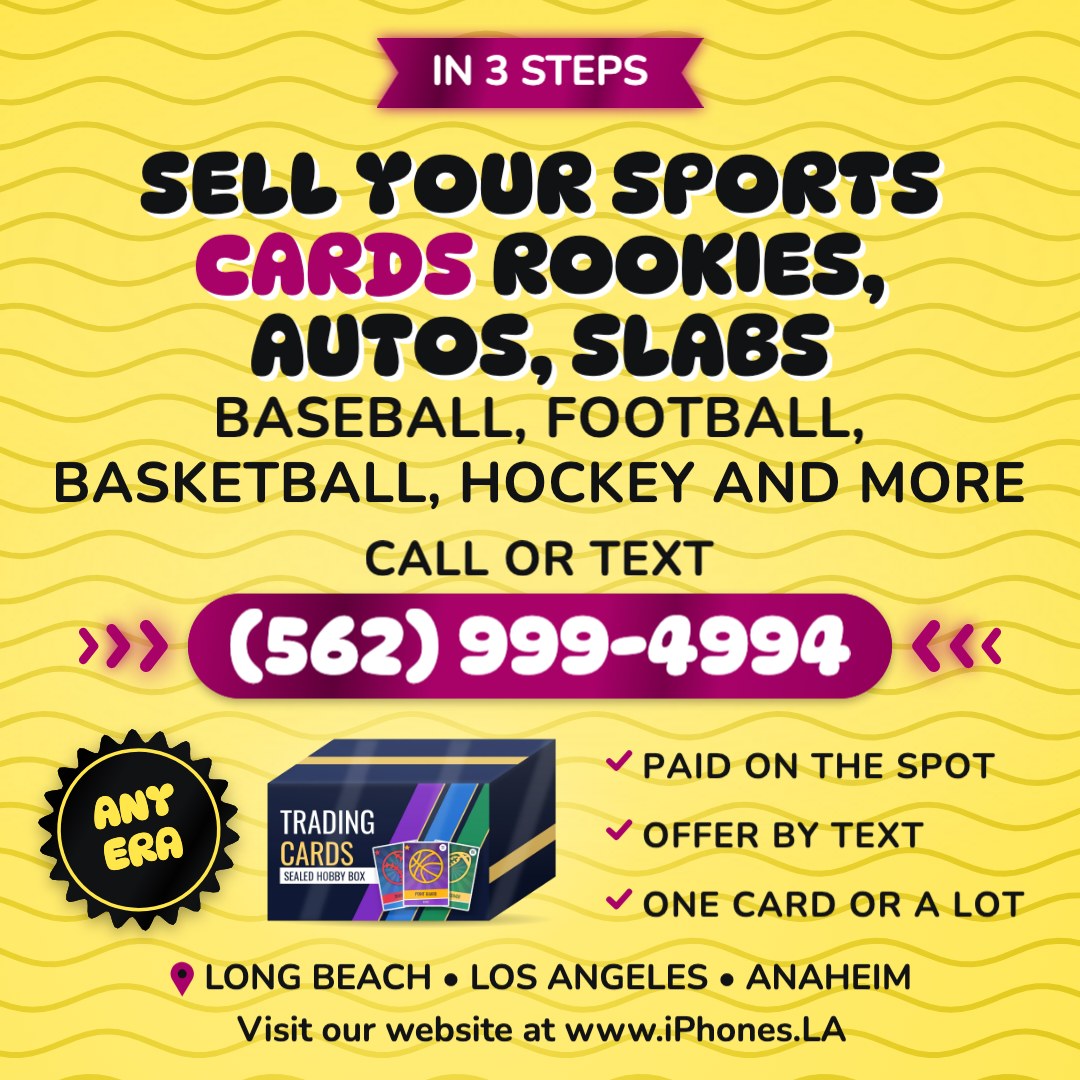 IN 3 STEPS
SELL YOUR SPORTS
CARDS ROOKIES,
AUTOS, SLABS
BASEBALL, FOOTBALL,
BASKETBALL, HOCKEY AND MORE
CALL OR TEXT
(562) 999-4994
ANY
ERA
TRADING
CARDS
SEALED HOBBY BOX
PAID ON THE SPOT
OFFER BY TEXT
ONE CARD OR A LOT
LONG BEACH • LOS ANGELES • ANAHEIM
Visit our website at www.iPhones.LA